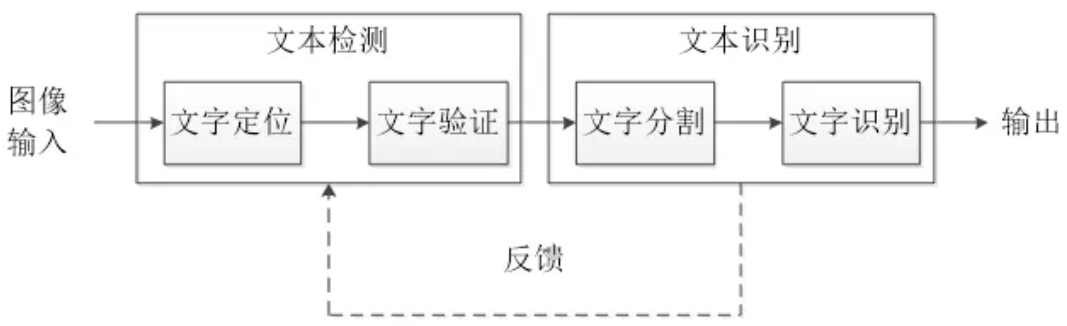 文本检测
文本识别
图像
输入
文字定位
文字验证
文字分割
文字识别
输出
反馈